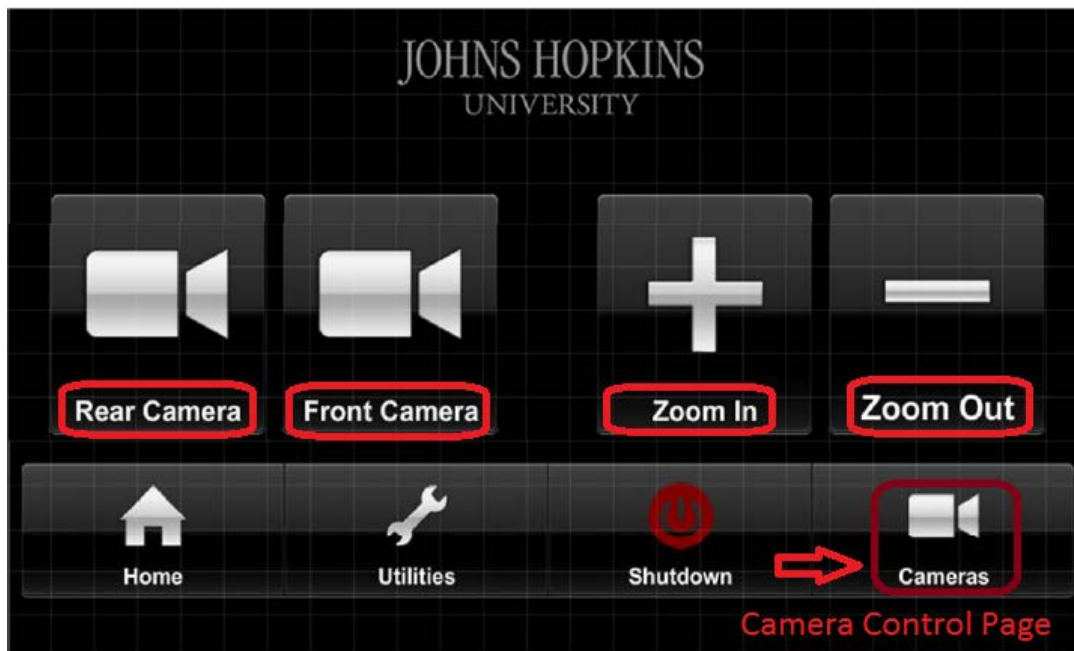 JOHNS HOPKINS
UNIVERSITY
Rear Camera
Front Camera
Zoom In
Zoom Out
Home
Utilities
Shutdown
Cameras
Camera Control Page